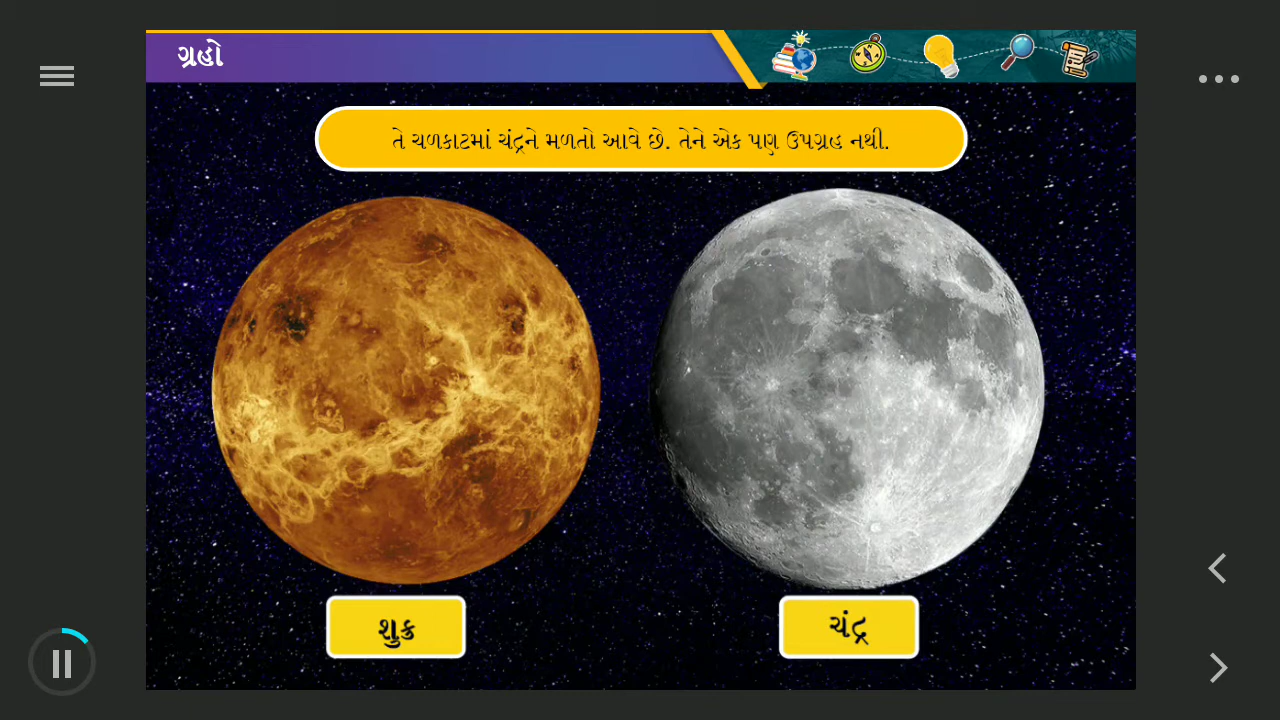 ગ્રહો
તે ચળકાટમાં ચંદ્રને મળતો આવે છે. તેને એક પણ ઉપગ્રહ નથી.
શુક્ર
ચંદ્ર